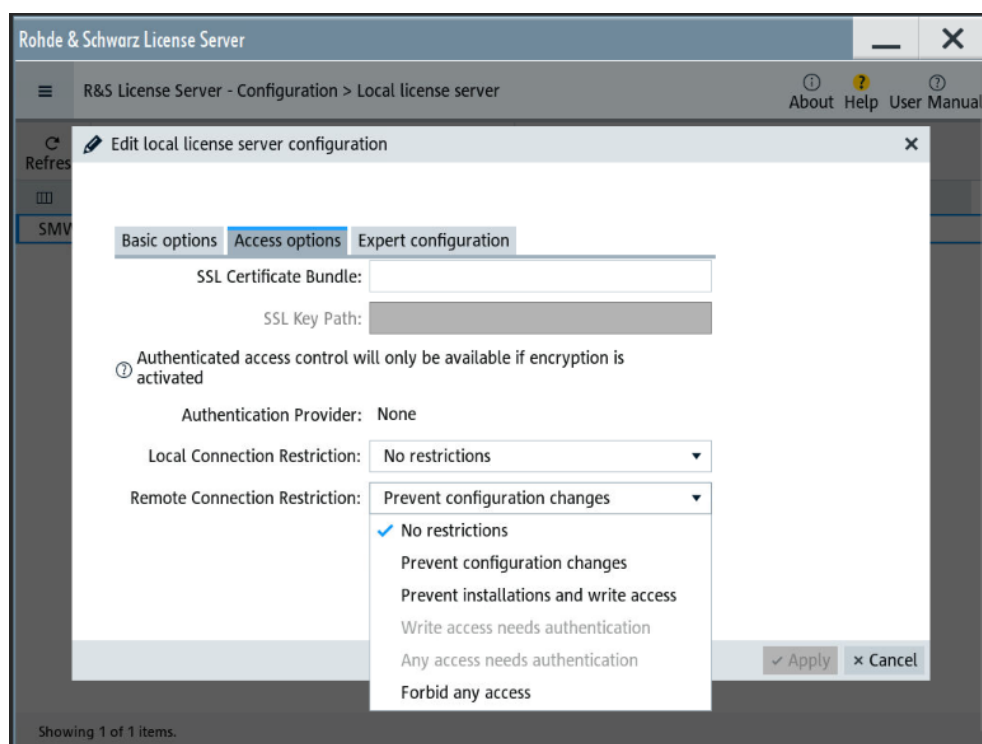 Rohde & Schwarz License Server
R&S License Server - Configuration > Local license server
About Help User Manual
Refres
Edit local license server configuration
SMW
Basic options Access options Expert configuration
SSL Certificate Bundle:
SSL Key Path:
Authenticated access control will only be available if encryption is
activated
Authentication Provider: None
Local Connection Restriction: No restrictions
Remote Connection Restriction: Prevent configuration changes
No restrictions
Prevent configuration changes
Prevent installations and write access
Write access needs authentication
Any access needs authentication
Forbid any access
Apply Cancel
Showing 1 of 1 items.